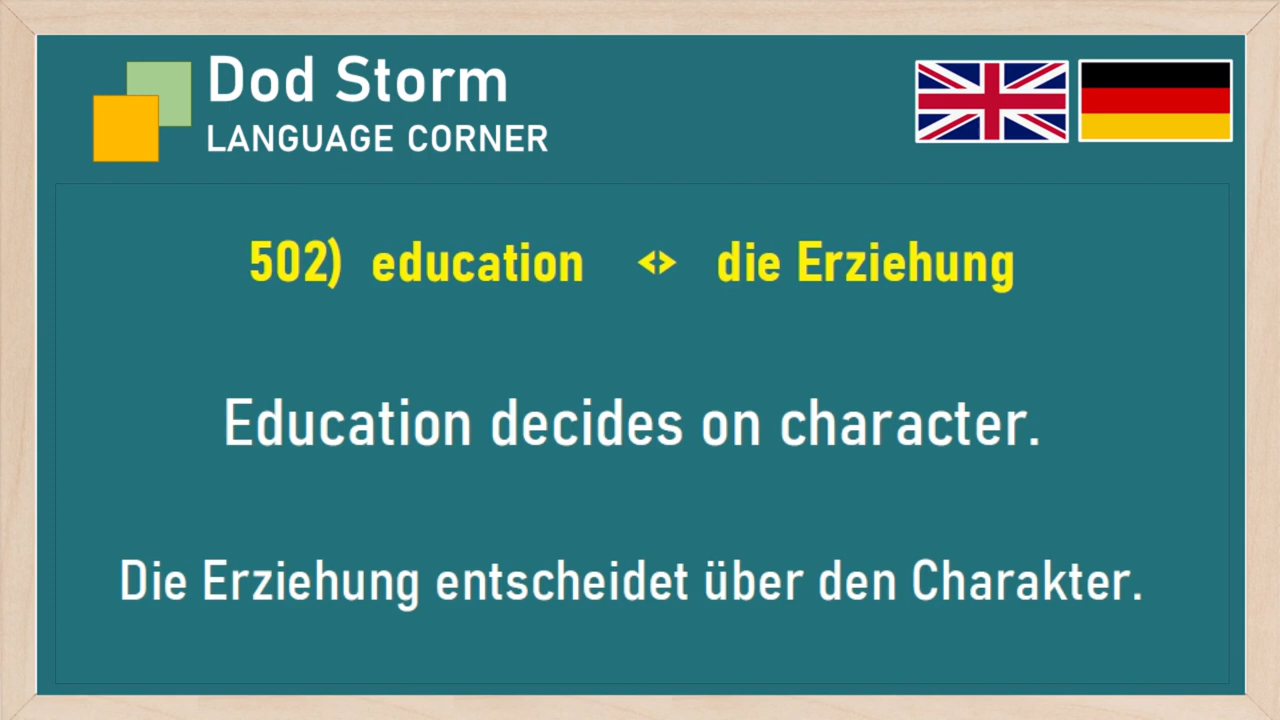 Dod Storm
LANGUAGE CORNER
502) education <> die Erziehung
Education decides on character.
Die Erziehung entscheidet über den Charakter.